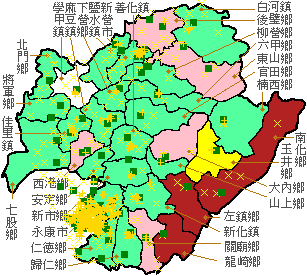 學甲鎮
麻豆鎮
下營鄉
鹽水鎮
新營市
善化鎮
白河鎮
後壁鄉
柳營鄉
六甲鄉
東山鄉
官田鄉
楠西鄉
北門鄉
將軍鄉
佳里鎮
七股鄉
南化鄉
玉井鄉
大內鄉
山上鄉
西港鄉
安定鄉
新市鄉
永康市
仁德鄉
歸仁鄉
左鎮鄉
新化鎮
關廟鄉
龍崎鄉